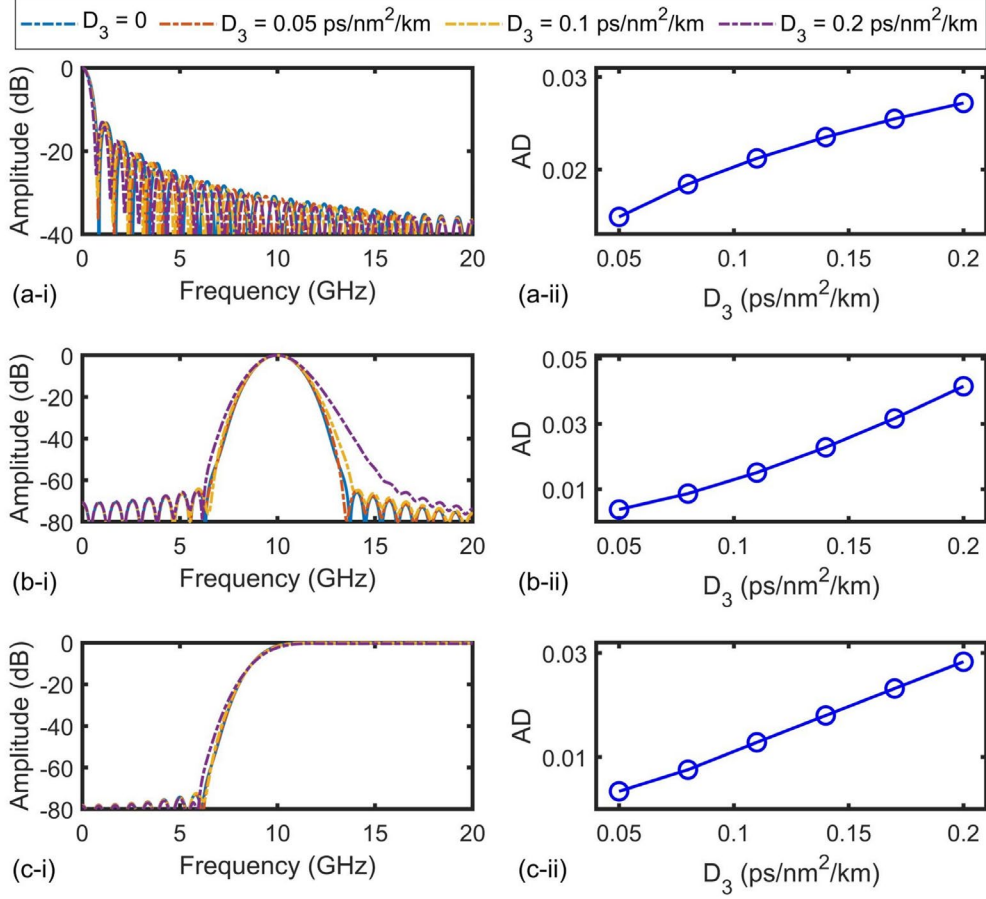 D₃ = 0 D₃ = 0.05 ps/nm²/km D₃ = 0.1 ps/nm²/km D₃ = 0.2 ps/nm²/km
Amplitude (dB)
0
-20
-40
0 5 10 15 20
Frequency (GHz)
(a-i)
AD
0.03
0.02
0.05 0.1 0.15 0.2
D₃ (ps/nm²/km)
(a-ii)
Amplitude (dB)
0
-20
-40
-60
-80
0 5 10 15 20
Frequency (GHz)
(b-i)
AD
0.05
0.03
0.01
0.05 0.1 0.15 0.2
D₃ (ps/nm²/km)
(b-ii)
Amplitude (dB)
0
-20
-40
-60
-80
0 5 10 15 20
Frequency (GHz)
(c-i)
AD
0.03
0.01
0.05 0.1 0.15 0.2
D₃ (ps/nm²/km)
(c-ii)